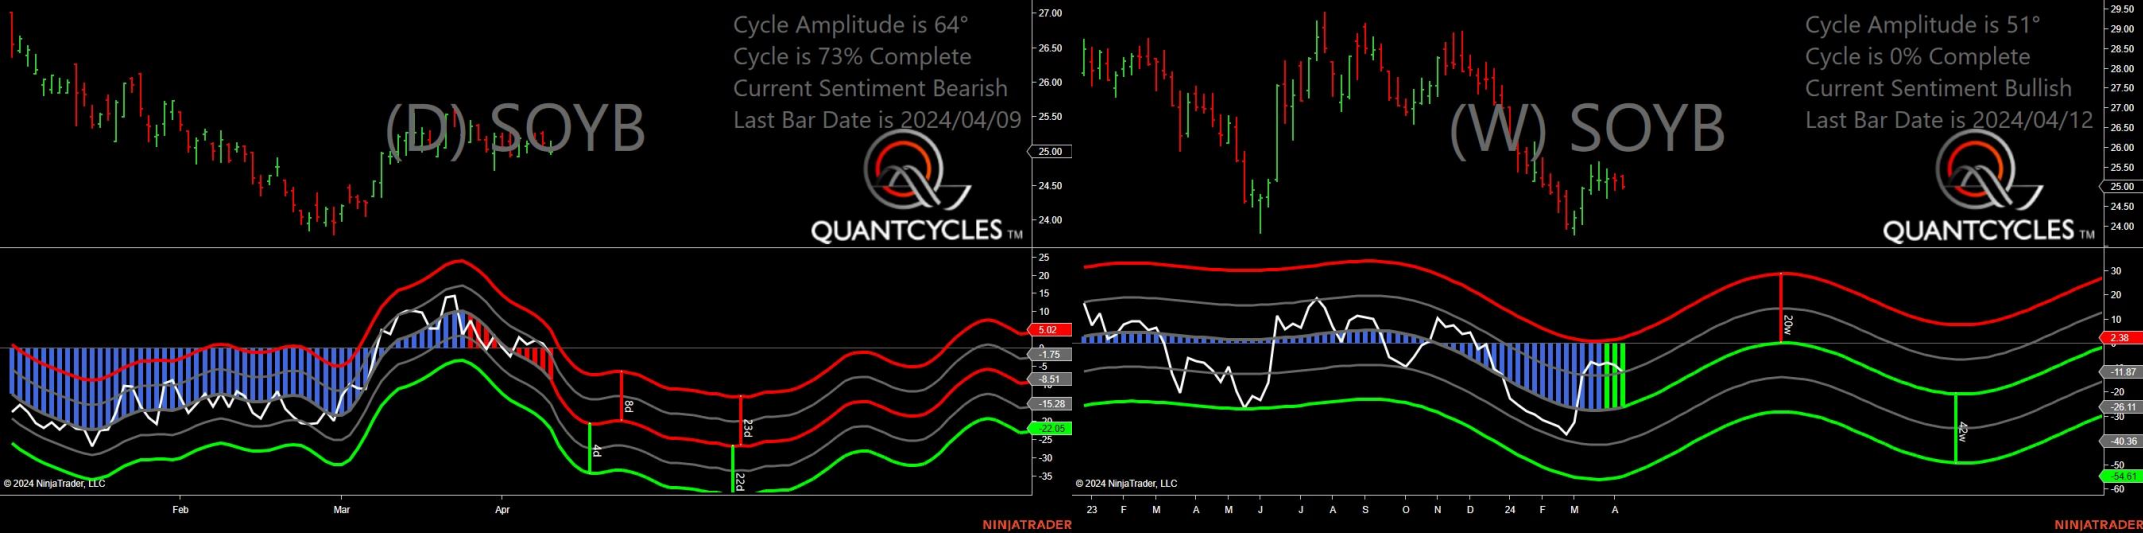 Cycle Amplitude is 64°
Cycle is 73% Complete
Current Sentiment Bearish
Last Bar Date is 2024/04/09
(D) SOYB
QUANTCYCLES TM
27.00
26.50
26.00
25.50
25.00
24.50
24.00
25
20
15
10
5.02
0
-1.75
-8.51
-15.28
-22.05
-25
-30
-35
8d
4d
23d
22d
© 2024 NinjaTrader, LLC
Feb Mar Apr
NINJATRADER
Cycle Amplitude is 51°
Cycle is 0% Complete
Current Sentiment Bullish
Last Bar Date is 2024/04/12
(W) SOYB
QUANTCYCLES TM
29.50
29.00
28.50
28.00
27.50
27.00
26.50
26.00
25.50
25.00
24.50
24.00
30
20
10
2.38
-11.87
-20
-26.11
-30
-40.36
-50
-54.61
-60
20w
42w
© 2024 NinjaTrader, LLC
23 F M A M J J A S O N D 24 F M A
NINJATRADER